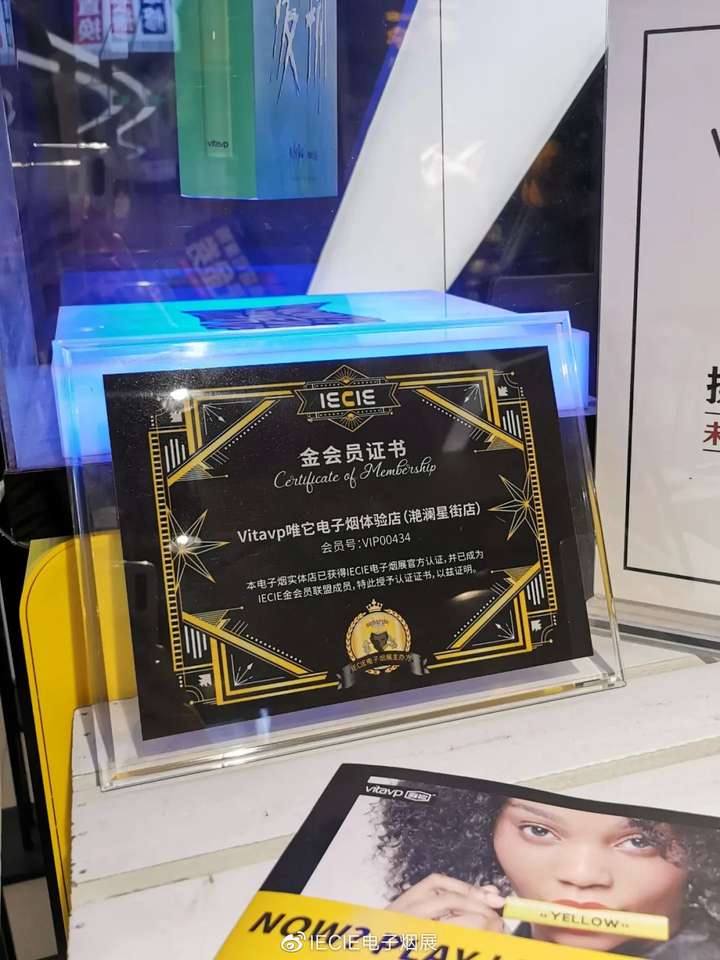 vitavp
IECIE
金会员证书
Certificate of Membership
Vitavp唯它电子烟体验店(滟澜星街店)
会员号:VIP00434
本电子烟实体店已获得IECIE电子烟展官方认证,并已成为
IECIE金会员联盟成员,特此授予认证证书,以兹证明。
IECIE电子烟展主办方
vitavp
"YELLOW"
NOW?PLAY
IECIE电子烟展